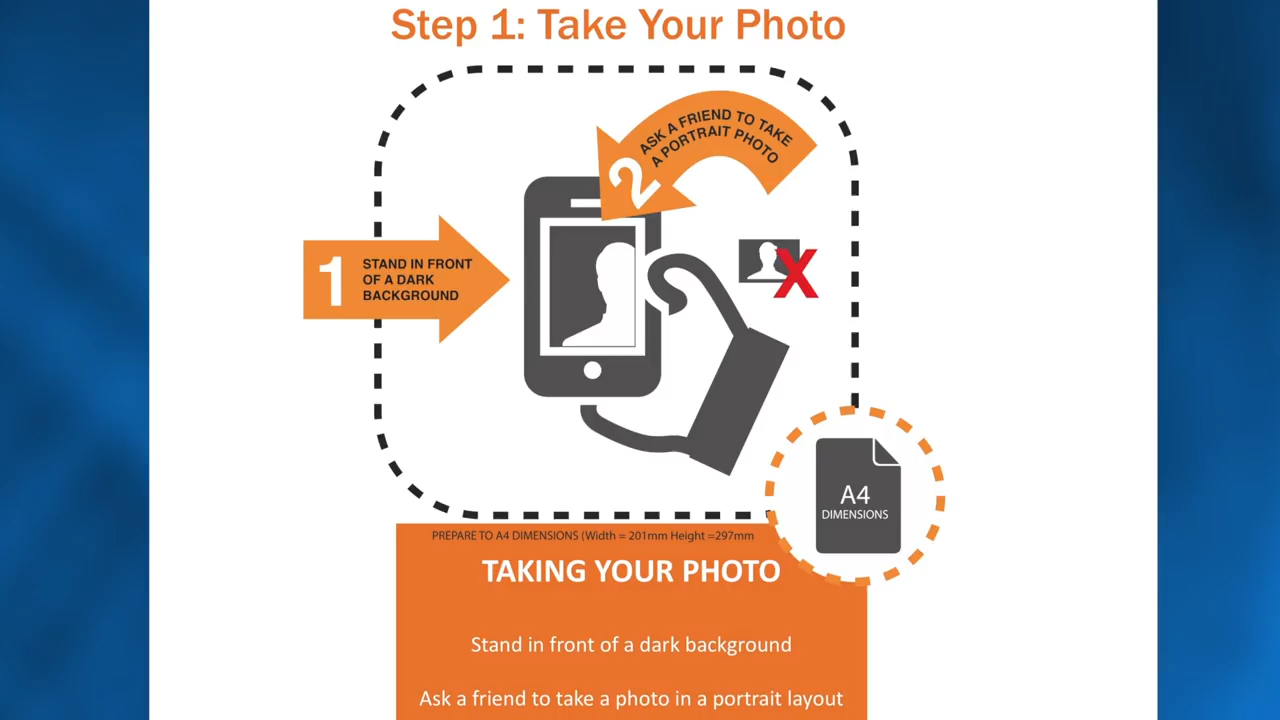 Step 1: Take Your Photo
2
ASK A FRIEND TO TAKE
A PORTRAIT PHOTO
1
STAND IN FRONT
OF A DARK
BACKGROUND
X
A4
DIMENSIONS
PREPARE TO A4 DIMENSIONS (Width = 201mm Height =297mm
TAKING YOUR PHOTO
Stand in front of a dark background
Ask a friend to take a photo in a portrait layout